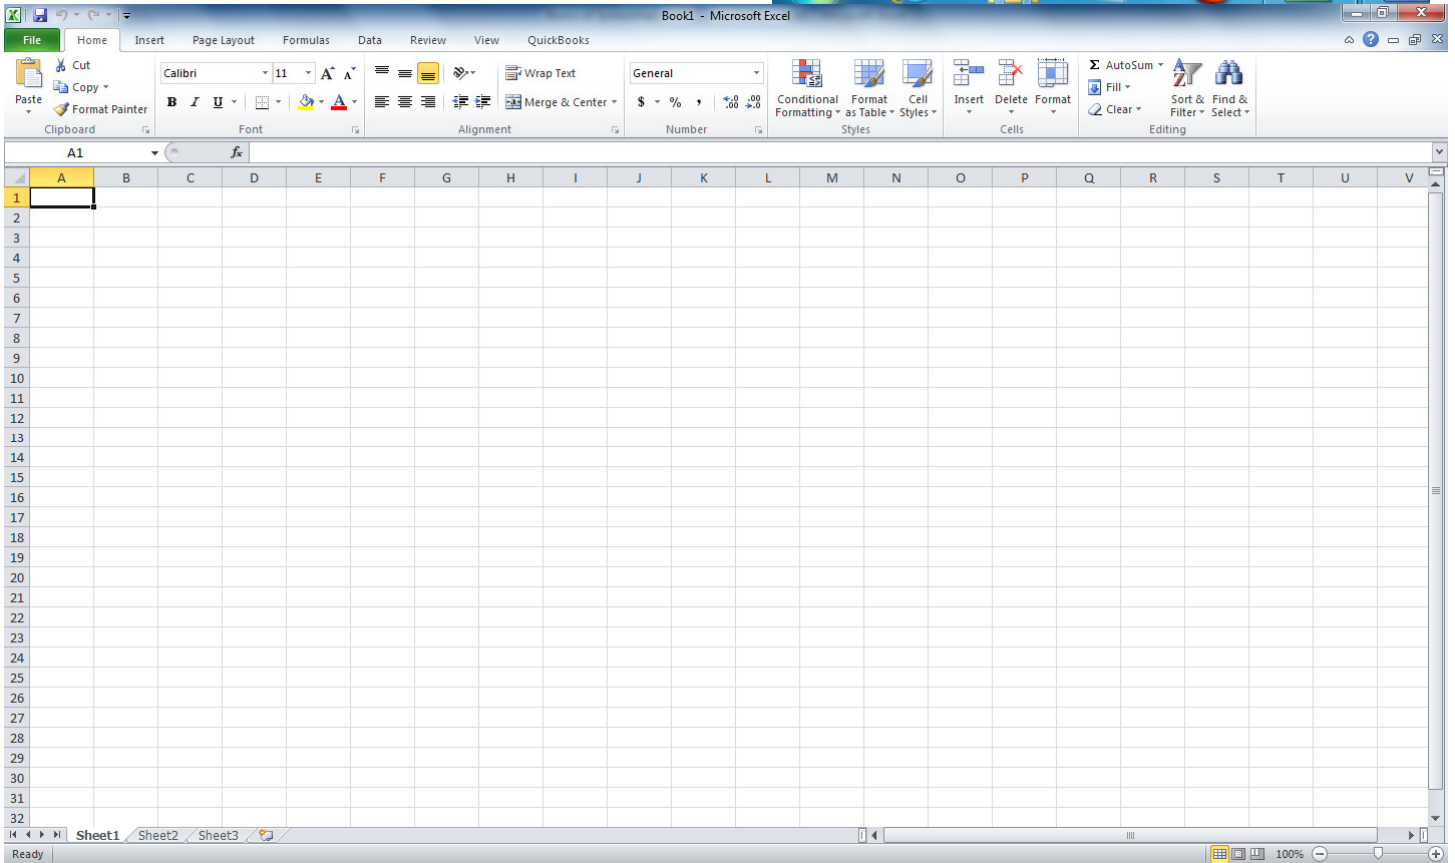 Book1 - Microsoft Excel
File Home Insert Page Layout Formulas Data Review View QuickBooks
Cut
Copy
Format Painter
Paste
Clipboard
Calibri 11 A A
B I U A
Font
Wrap Text
Merge & Center
Alignment
General
$ % , .00 .00
Number
Conditional Formatting
Format as Table
Cell Styles
Styles
Insert Delete Format
Cells
Σ AutoSum
Fill
Clear
Sort & Filter
Find & Select
Editing
A1 fx
A B C D E F G H I J K L M N O P Q R S T U V
1
2
3
4
5
6
7
8
9
10
11
12
13
14
15
16
17
18
19
20
21
22
23
24
25
26
27
28
29
30
31
32
Sheet1 Sheet2 Sheet3
Ready 100%